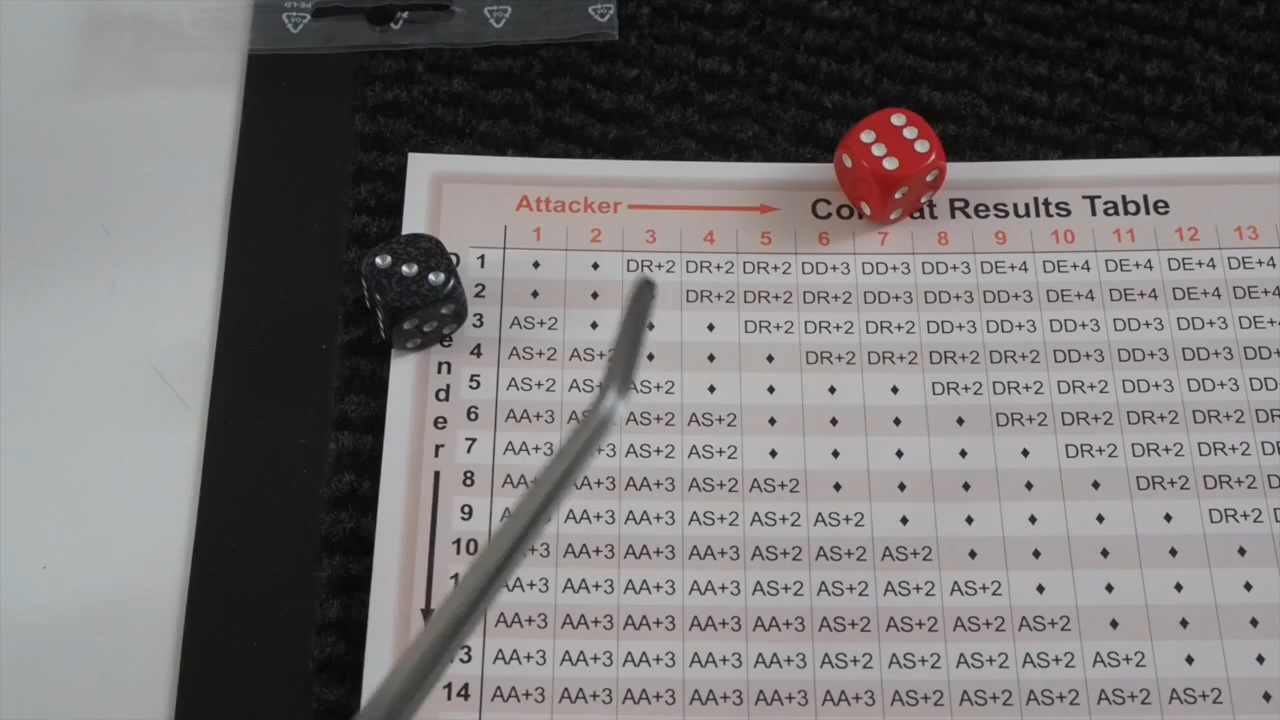 PE-LD
04 04 04 04
Attacker
Combat Results Table
1 2 3 4 5 6 7 8 9 10 11 12 13
1 ♦ ♦ DR+2 DR+2 DR+2 DD+3 DD+3 DD+3 DE+4 DE+4 DE+4 DE+4 DE+4
2 ♦ ♦ DR+2 DR+2 DR+2 DD+3 DD+3 DD+3 DE+4 DE+4 DE+4
3 AS+2 ♦ ♦ ♦ DR+2 DR+2 DR+2 DD+3 DD+3 DD+3 DD+3 DD+3
4 AS+2 ♦ ♦ ♦ DR+2 DR+2 DR+2 DR+2 DD+3 DD+3 DD+3
5 AS+2 AS+2 ♦ ♦ ♦ ♦ DR+2 DR+2 DR+2 DD+3 DD+3
6 AA+3 AS+2 AS+2 ♦ ♦ ♦ ♦ DR+2 DR+2 DR+2 DR+2
7 AA+3 AS+2 AS+2 ♦ ♦ ♦ ♦ ♦ DR+2 DR+2 DR+2
8 AA+3 AA+3 AS+2 AS+2 ♦ ♦ ♦ ♦ ♦ DR+2 DR+2
9 AA+3 AA+3 AS+2 AS+2 AS+2 ♦ ♦ ♦ ♦ ♦ DR+2
10 AA+3 AA+3 AA+3 AS+2 AS+2 AS+2 ♦ ♦ ♦ ♦ ♦
AA+3 AA+3 AA+3 AA+3 AS+2 AS+2 AS+2 AS+2 ♦ ♦ ♦ ♦
AA+3 AA+3 AA+3 AA+3 AA+3 AS+2 AS+2 AS+2 AS+2 ♦ ♦ ♦
13 AA+3 AA+3 AA+3 AA+3 AA+3 AS+2 AS+2 AS+2 AS+2 AS+2 ♦ ♦
14 AA+3 AA+3 AA+3 AA+3 AA+3 AA+3 AS+2 AS+2 AS+2 AS+2 AS+2 ♦